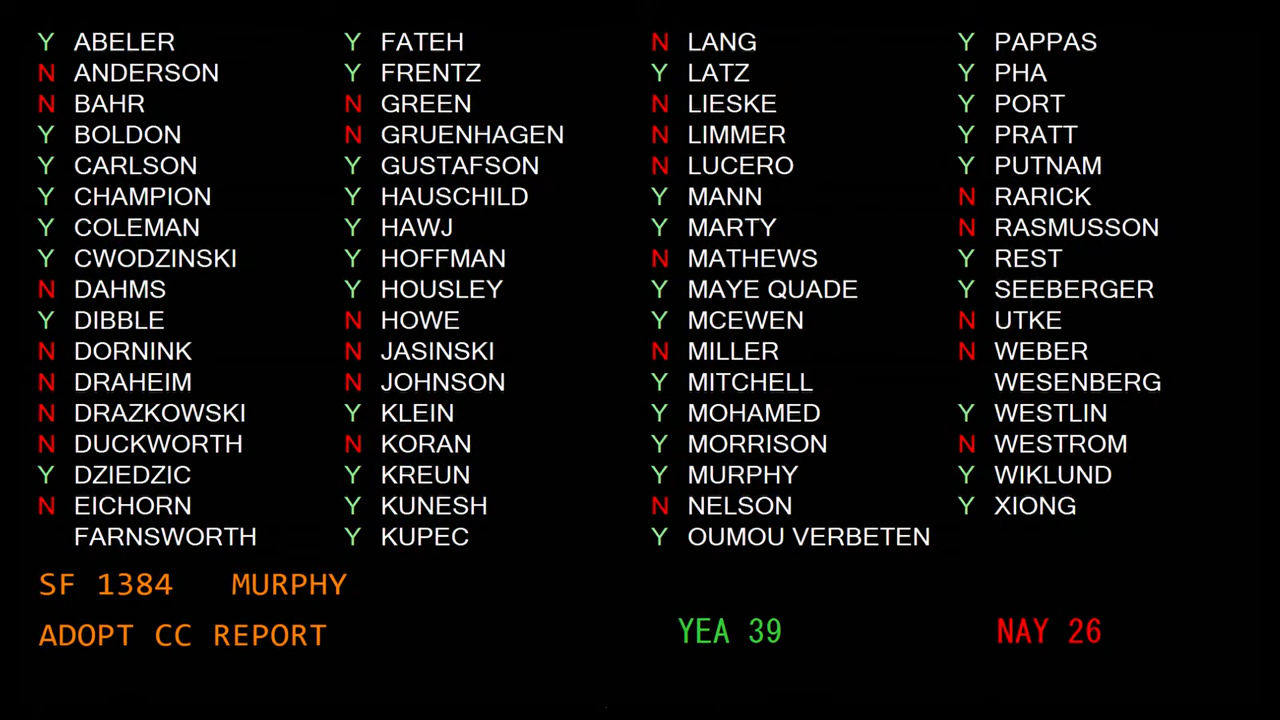 Y ABELER Y FATEH N LANG Y PAPPAS
N ANDERSON Y FRENTZ Y LATZ Y PHA
N BAHR N GREEN N LIESKE Y PORT
Y BOLDON N GRUENHAGEN N LIMMER Y PRATT
Y CARLSON Y GUSTAFSON N LUCERO Y PUTNAM
Y CHAMPION Y HAUSCHILD Y MANN N RARICK
Y COLEMAN Y HAWJ Y MARTY N RASMUSSON
Y CWODZINSKI Y HOFFMAN N MATHEWS Y REST
N DAHMS Y HOUSLEY Y MAYE QUADE Y SEEBERGER
Y DIBBLE N HOWE Y MCEWEN N UTKE
N DORNINK N JASINSKI N MILLER N WEBER
N DRAHEIM N JOHNSON Y MITCHELL WESENBERG
N DRAZKOWSKI Y KLEIN Y MOHAMED Y WESTLIN
N DUCKWORTH N KORAN Y MORRISON N WESTROM
Y DZIEDZIC Y KREUN Y MURPHY Y WIKLUND
N EICHORN Y KUNESH N NELSON Y XIONG
FARNSWORTH Y KUPEC Y OUMOU VERBETEN
SF 1384 MURPHY
ADOPT CC REPORT YEA 39 NAY 26